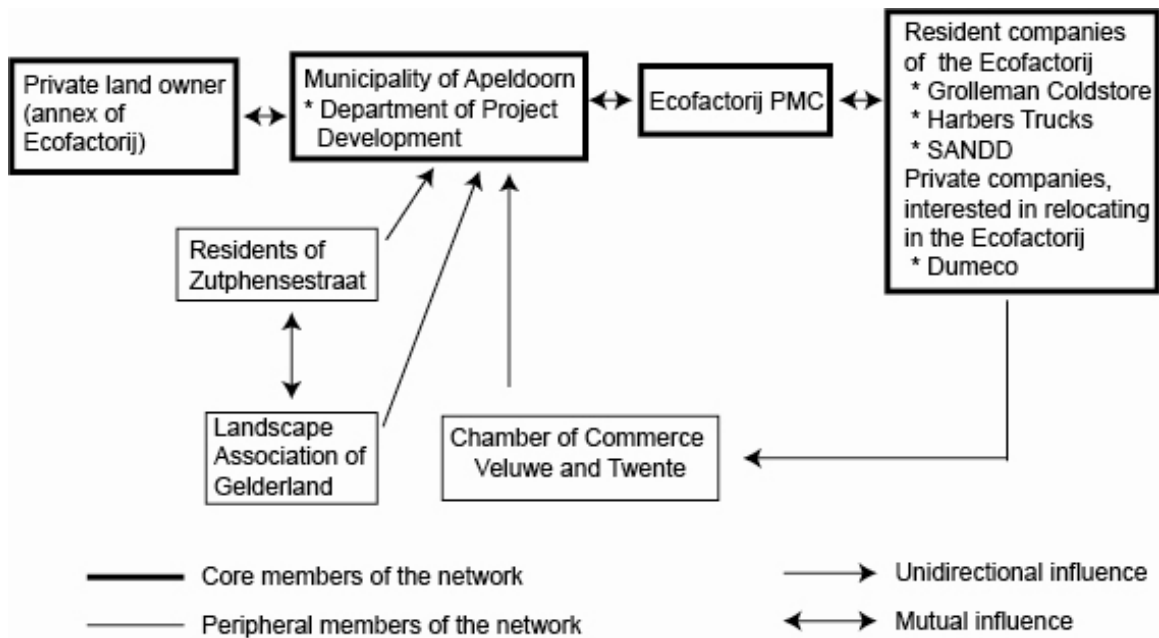 Private land owner
(annex of
Ecofactorij)
Municipality of Apeldoorn
* Department of Project
Development
Ecofactorij PMC
Resident companies
of the Ecofactorij
* Grolleman Coldstore
* Harbers Trucks
* SANDD
Private companies,
interested in relocating
in the Ecofactorij
* Dumeco
Residents of
Zutphensestraat
Landscape
Association of
Gelderland
Chamber of Commerce
Veluwe and Twente
Core members of the network
Peripheral members of the network
Unidirectional influence
Mutual influence